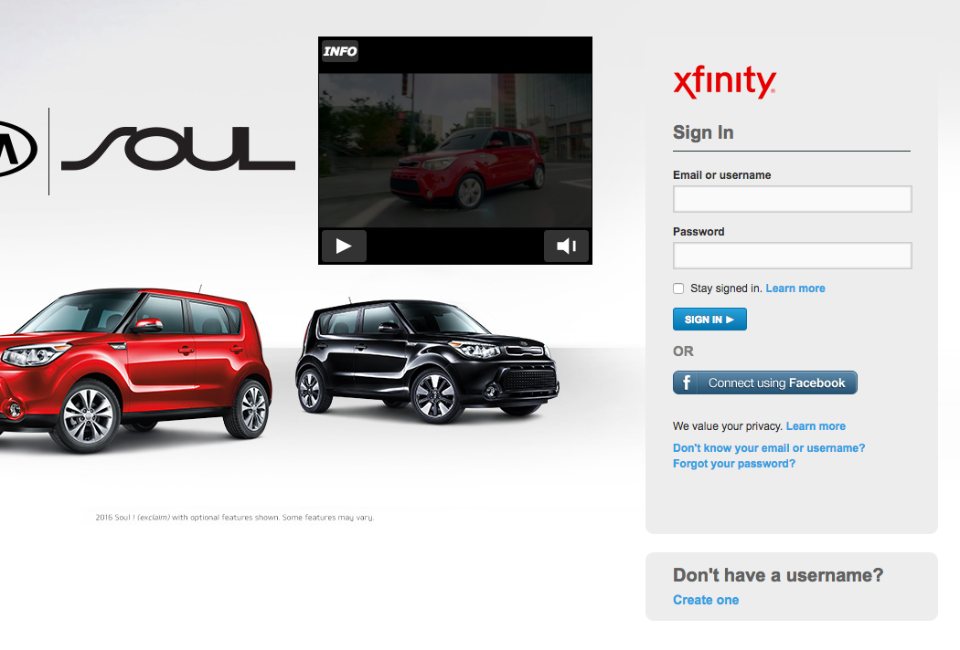 SOUL
INFO
2016 Soul ! (exclaim) with optional features shown. Some features may vary.
xfinity
Sign In
Email or username
Password
Stay signed in. Learn more
SIGN IN ▶
OR
f Connect using Facebook
We value your privacy. Learn more
Don't know your email or username?
Forgot your password?
Don't have a username?
Create one